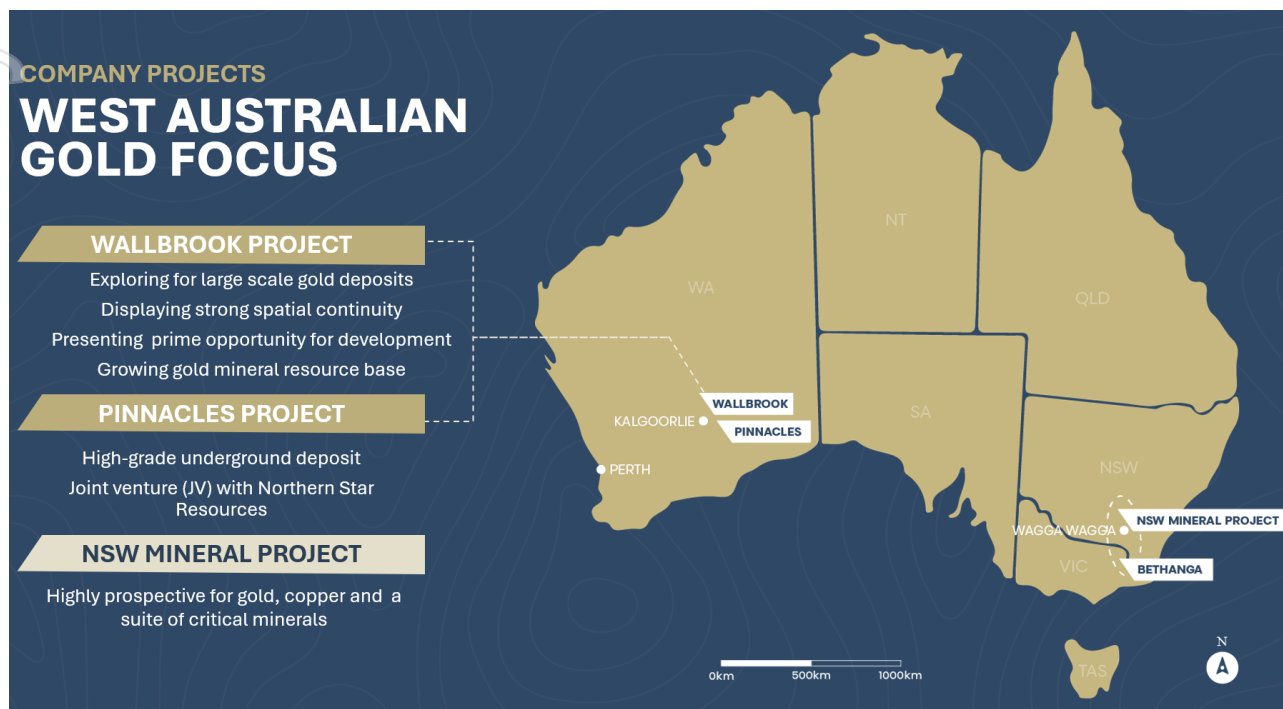 COMPANY PROJECTS
WEST AUSTRALIAN
GOLD FOCUS
WALLBROOK PROJECT
Exploring for large scale gold deposits
Displaying strong spatial continuity
Presenting prime opportunity for development
Growing gold mineral resource base
PINNACLES PROJECT
High-grade underground deposit
Joint venture (JV) with Northern Star
Resources
NSW MINERAL PROJECT
Highly prospective for gold, copper and a
suite of critical minerals
NT
WA
QLD
WALLBROOK
KALGOORLIE
PINNACLES
SA
PERTH
NSW
WAGGA WAGGA
NSW MINERAL PROJECT
VIC
BETHANGA
TAS
N
0km
500km
1000km